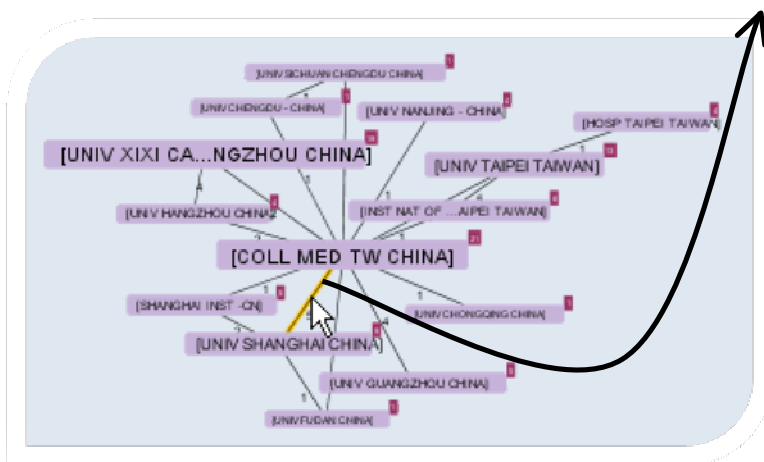 [UNIV SICHUAN CHENGDU CHINA]
[UNIV CHENGDU - CHINA]
[UNIV NANJING - CHINA]
[HOSP TAIPEI TAIWAN]
[UNIV XIXI CA...NGZHOU CHINA]
[UNIV TAIPEI TAIWAN]
[UNIV HANGZHOU CHINA]
[INST NAT OF ...AIPEI TAIWAN]
[COLL MED TW CHINA]
21
[SHANGHAI INST -CN]
[UNIV CHONGQING CHINA]
[UNIV SHANGHAI CHINA]
[UNIV GUANGZHOU CHINA]
[UNIV FUDAN CHINA]